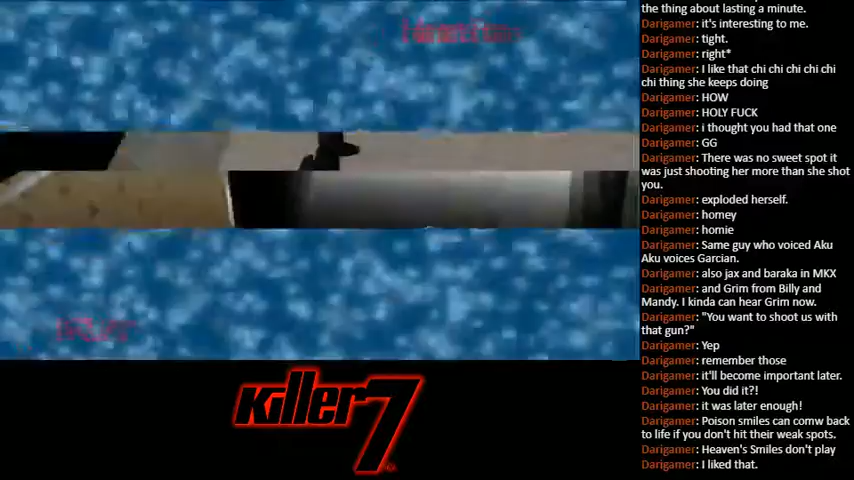 the thing about lasting a minute.
Darigamer: it's interesting to me.
Darigamer: tight.
Darigamer: right*
Darigamer: I like that chi chi chi chi chi
chi thing she keeps doing
Darigamer: HOW
Darigamer: HOLY FUCK
Darigamer: i thought you had that one
Darigamer: GG
Darigamer: There was no sweet spot it
was just shooting her more than she shot
you.
Darigamer: exploded herself.
Darigamer: homey
Darigamer: homie
Darigamer: Same guy who voiced Aku
Aku voices Garcian.
Darigamer: also jax and baraka in MKX
Darigamer: and Grim from Billy and
Mandy. I kinda can hear Grim now.
Darigamer: "You want to shoot us with
that gun?"
Darigamer: Yep
Darigamer: remember those
Darigamer: it'll become important later.
Darigamer: You did it?!
Darigamer: it was later enough!
Darigamer: Poison smiles can comw back
to life if you don't hit their weak spots.
Darigamer: Heaven's Smiles don't play
Darigamer: I liked that.
killer7